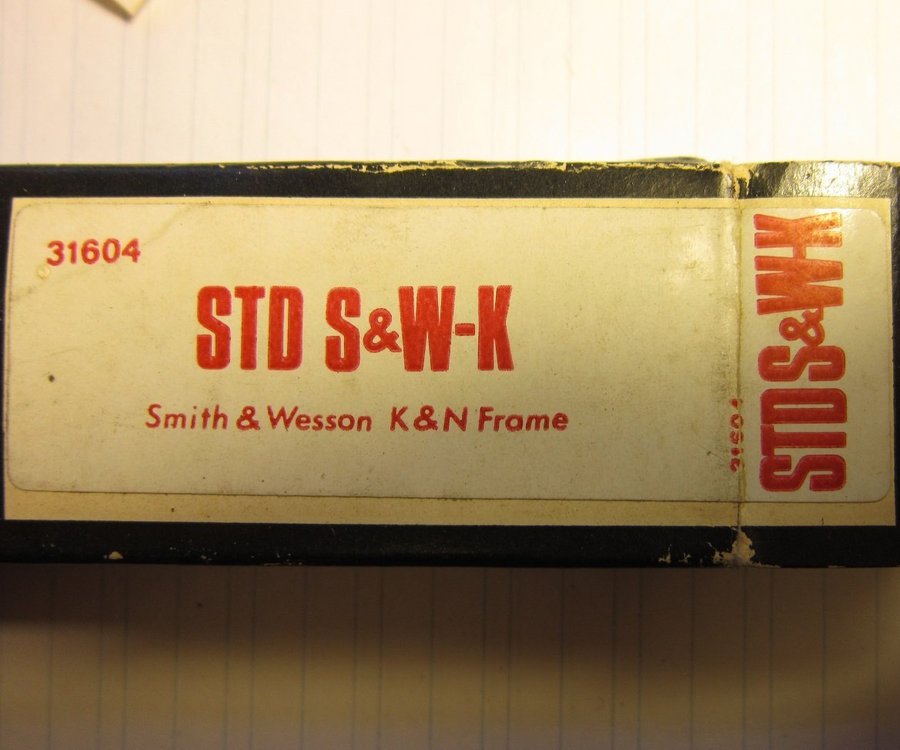 31604
STD S&W-K
Smith & Wesson K&N Frame
31604
STD S&W-K